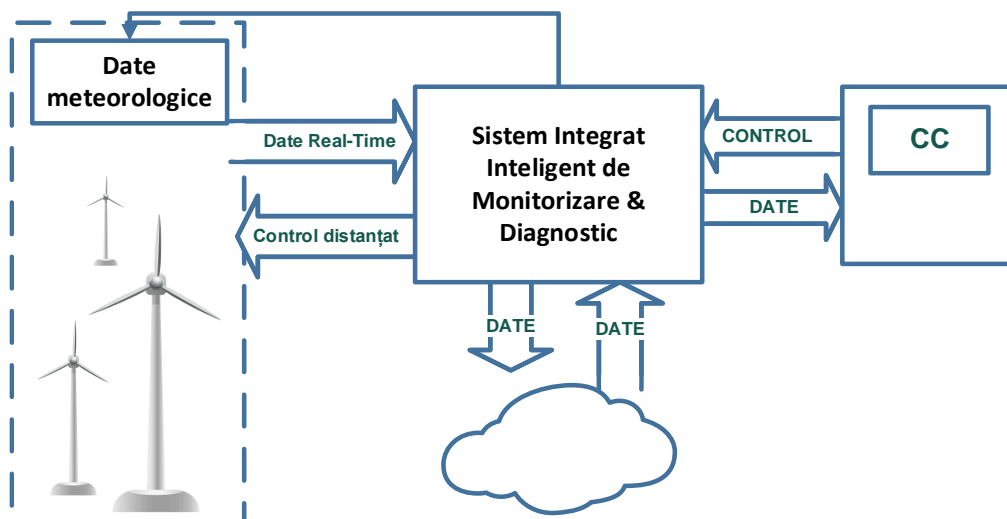 Date
meteorologice
Date Real-Time
Control distanțat
Sistem Integrat
Inteligent de
Monitorizare &
Diagnostic
CONTROL
DATE
CC
DATE
DATE